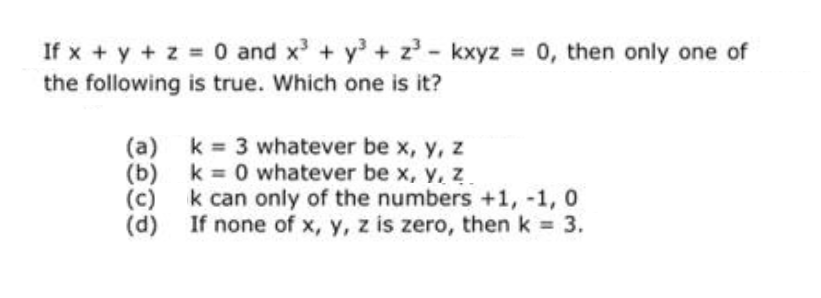 If x + y + z = 0 and x³ + y³ + z³ – kxyz = 0, then only one of
the following is true. Which one is it?
(a) k = 3 whatever be x, y, z
(b) k = 0 whatever be x, y, z
(c) k can only of the numbers +1, -1, 0
(d) If none of x, y, z is zero, then k = 3.